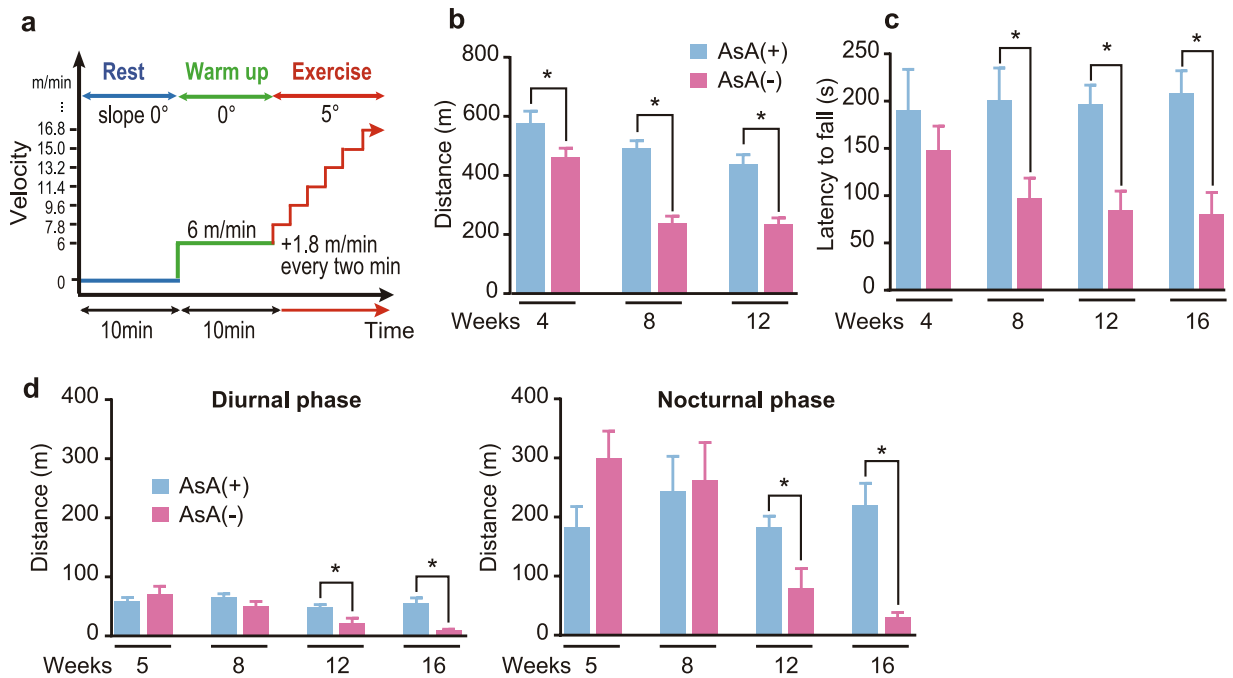 a
m/min
⋮
16.8
15.0
13.2
11.4
9.6
7.8
6
0
Velocity
Rest
Warm up
Exercise
slope 0°
0°
5°
6 m/min
+1.8 m/min
every two min
10min
10min
Time
b
AsA(+)
AsA(-)
Distance (m)
800
600
400
200
0
*
*
*
Weeks 4 8 12
c
Latency to fall (s)
250
200
150
100
50
0
*
*
*
Weeks 4 8 12 16
d
Diurnal phase
AsA(+)
AsA(-)
Distance (m)
400
300
200
100
0
*
*
Weeks 5 8 12 16
Nocturnal phase
Distance (m)
400
300
200
100
0
*
*
Weeks 5 8 12 16